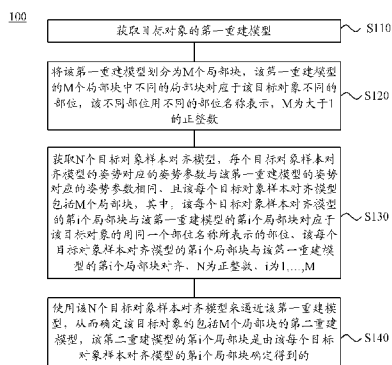 100
获取目标对象的第一重建模型
S110
将该第一重建模型划分为M个局部块，该第一重建模型
的M个局部块中不同的局部块对应于该目标对象不同的
部位，该不同部位用不同的部位名称表示，M为大于1
的正整数
S120
获取N个目标对象样本对齐模型，每个目标对象样本对
齐模型的姿势对应的姿势参数与该第一重建模型的姿势
对应的姿势参数相同，且该每个目标对象样本对齐模型
包括M个局部块，其中，该每个目标对象样本对齐模型
的第i个局部块与该第一重建模型的第i个局部块对应于
该目标对象的用同一个部位名称所表示的部位，该每个
目标对象样本对齐模型的第i个局部块与该第一重建模
型的第i个局部块对齐，N为正整数，i为1,…,M
S130
使用该N个目标对象样本对齐模型来逼近该第一重建模
型，从而确定该目标对象的包括M个局部块的第二重建
模型，该第二重建模型的第i个局部块是由该每个目标
对象样本对齐模型的第i个局部块确定得到的
S140